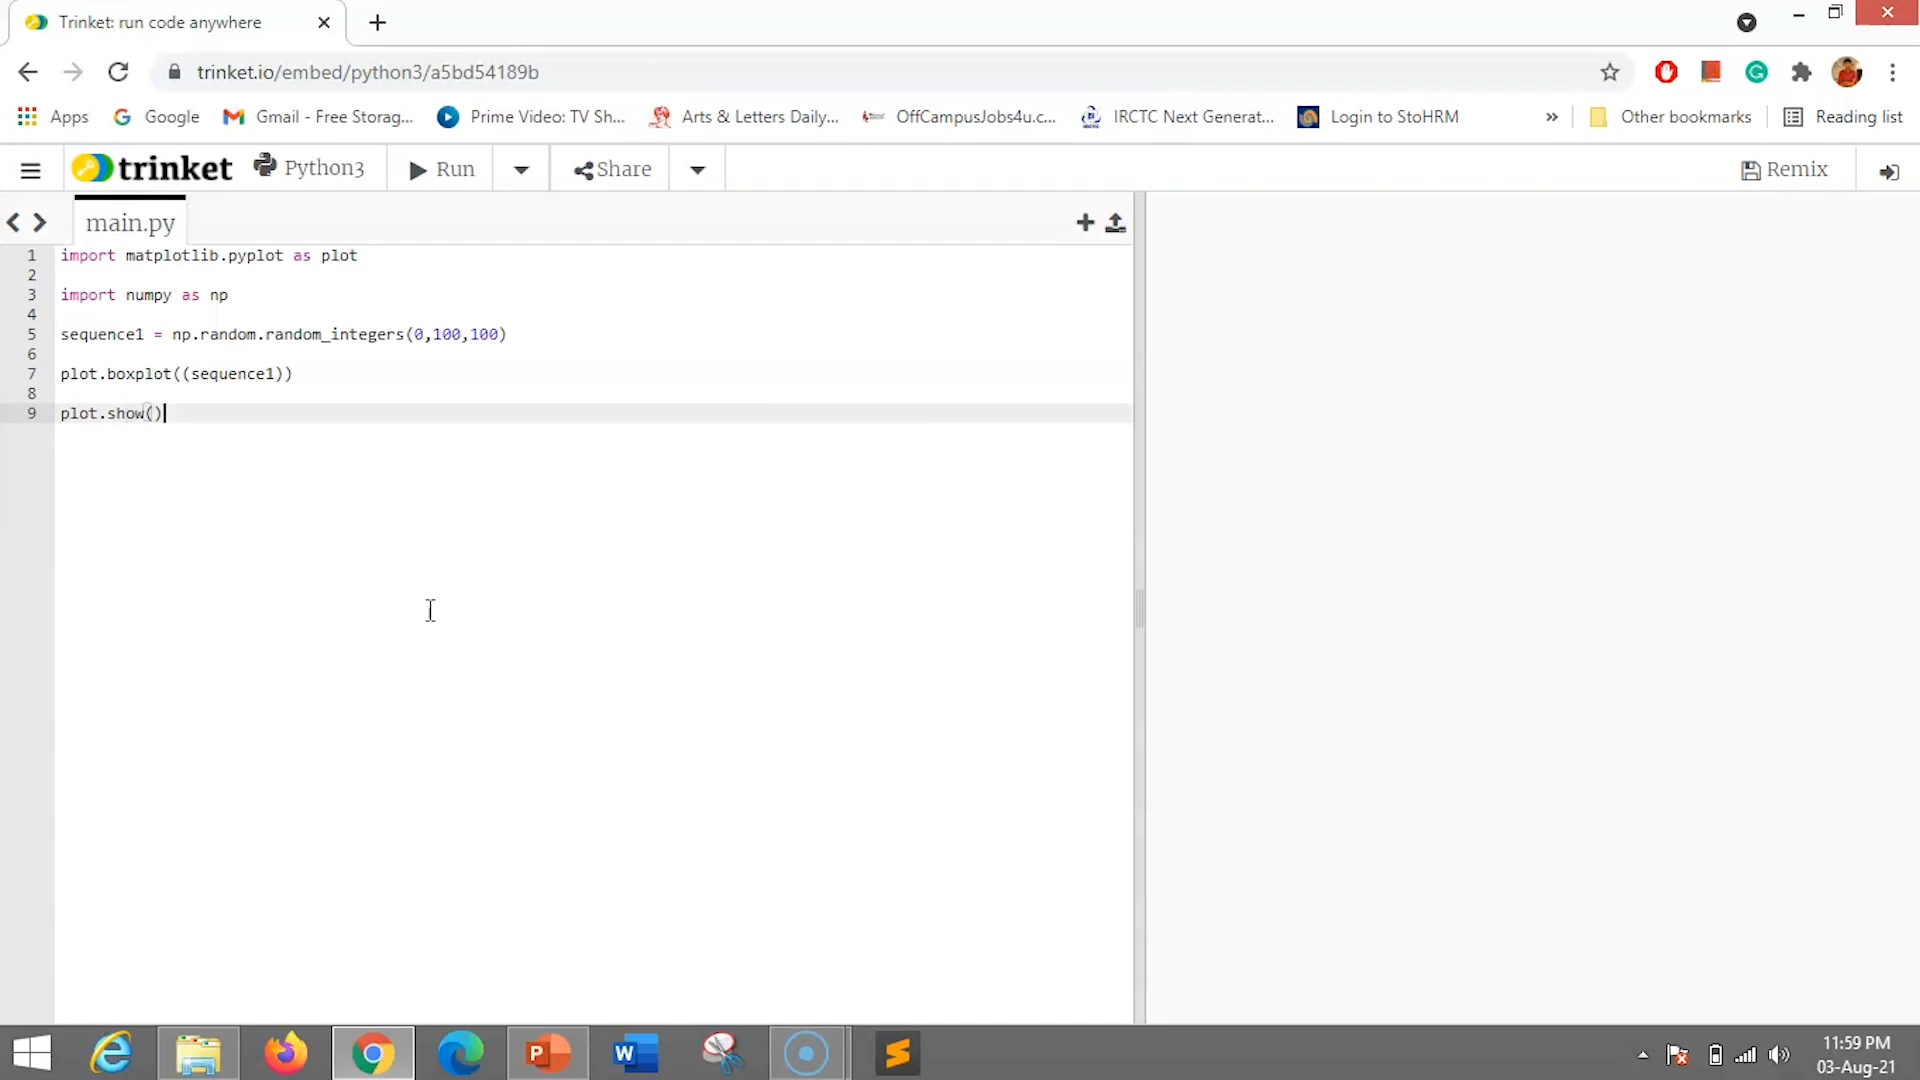 Trinket: run code anywhere
trinket.io/embed/python3/a5bd54189b
Apps Google Gmail - Free Storag... Prime Video: TV Sh... Arts & Letters Daily... OffCampusJobs4u.c... IRCTC Next Generat... Login to StoHRM » Other bookmarks Reading list
trinket Python3 Run Share Remix
main.py
1 import matplotlib.pyplot as plot
2
3 import numpy as np
4
5 sequence1 = np.random.random_integers(0,100,100)
6
7 plot.boxplot((sequence1))
8
9 plot.show()
11:59 PM
03-Aug-21